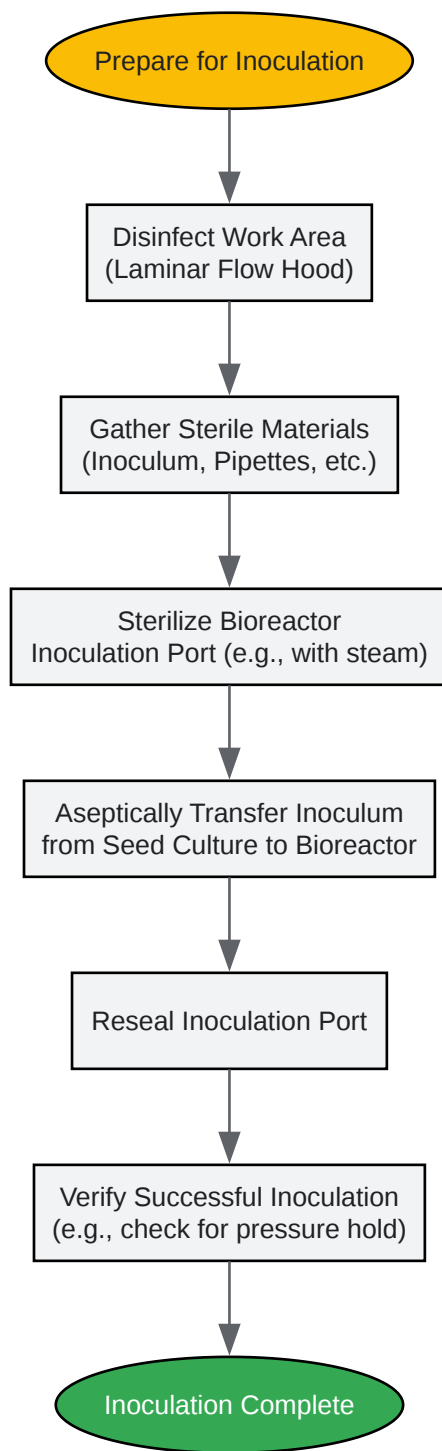 Prepare for Inoculation
Disinfect Work Area
(Laminar Flow Hood)
Gather Sterile Materials
(Inoculum, Pipettes, etc.)
Sterilize Bioreactor
Inoculation Port (e.g., with steam)
Aseptically Transfer Inoculum
from Seed Culture to Bioreactor
Reseal Inoculation Port
Verify Successful Inoculation
(e.g., check for pressure hold)
Inoculation Complete